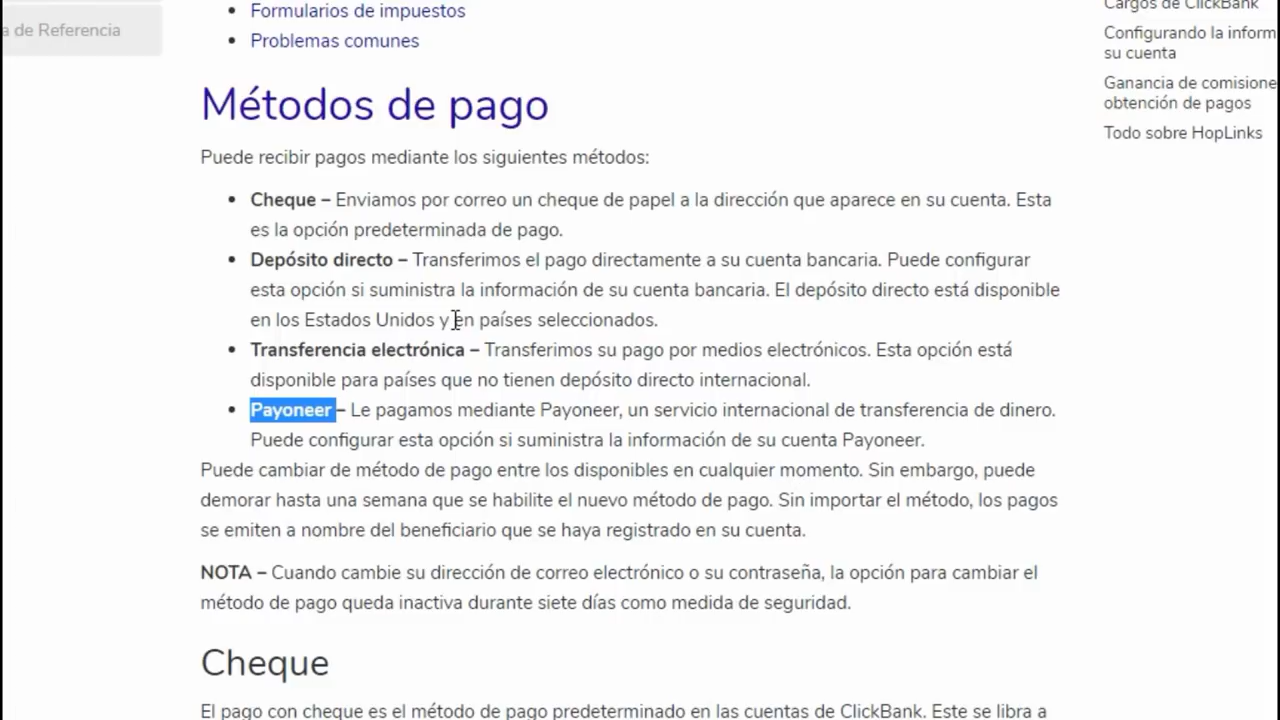 Formularios de impuestos
a de Referencia
Problemas comunes
Métodos de pago
Puede recibir pagos mediante los siguientes métodos:
Cheque – Enviamos por correo un cheque de papel a la dirección que aparece en su cuenta. Esta
es la opción predeterminada de pago.
Depósito directo – Transferimos el pago directamente a su cuenta bancaria. Puede configurar
esta opción si suministra la información de su cuenta bancaria. El depósito directo está disponible
en los Estados Unidos y en países seleccionados.
Transferencia electrónica – Transferimos su pago por medios electrónicos. Esta opción está
disponible para países que no tienen depósito directo internacional.
Payoneer – Le pagamos mediante Payoneer, un servicio internacional de transferencia de dinero.
Puede configurar esta opción si suministra la información de su cuenta Payoneer.
Puede cambiar de método de pago entre los disponibles en cualquier momento. Sin embargo, puede
demorar hasta una semana que se habilite el nuevo método de pago. Sin importar el método, los pagos
se emiten a nombre del beneficiario que se haya registrado en su cuenta.
NOTA – Cuando cambie su dirección de correo electrónico o su contraseña, la opción para cambiar el
método de pago queda inactiva durante siete días como medida de seguridad.
Cheque
El pago con cheque es el método de pago predeterminado en las cuentas de ClickBank. Este se libra a
Cargos de ClickBank
Configurando la inform
su cuenta
Ganancia de comisione
obtención de pagos
Todo sobre HopLinks